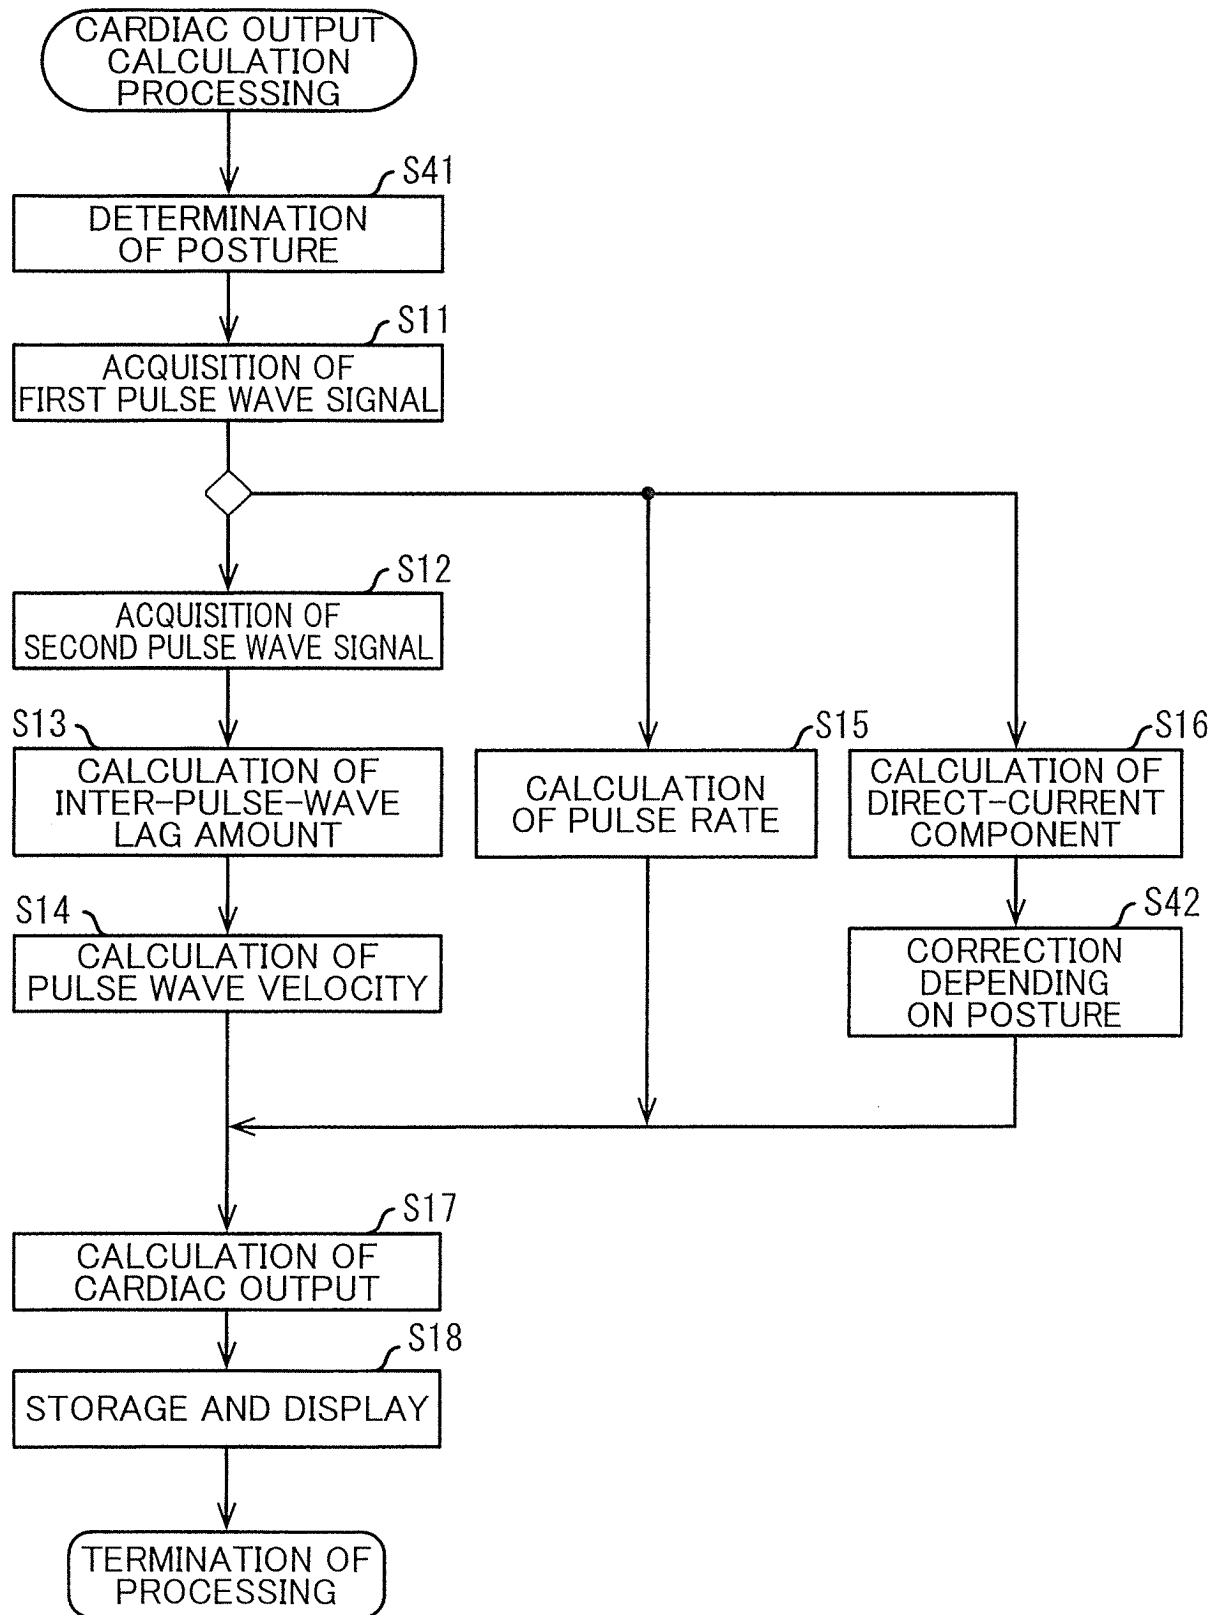 CARDIAC OUTPUT
CALCULATION
PROCESSING
S41
DETERMINATION
OF POSTURE
S11
ACQUISITION OF
FIRST PULSE WAVE SIGNAL
S12
ACQUISITION OF
SECOND PULSE WAVE SIGNAL
S13
CALCULATION OF
INTER-PULSE-WAVE
LAG AMOUNT
S14
CALCULATION OF
PULSE WAVE VELOCITY
S15
CALCULATION
OF PULSE RATE
S16
CALCULATION OF
DIRECT-CURRENT
COMPONENT
S42
CORRECTION
DEPENDING
ON POSTURE
S17
CALCULATION OF
CARDIAC OUTPUT
S18
STORAGE AND DISPLAY
TERMINATION OF
PROCESSING